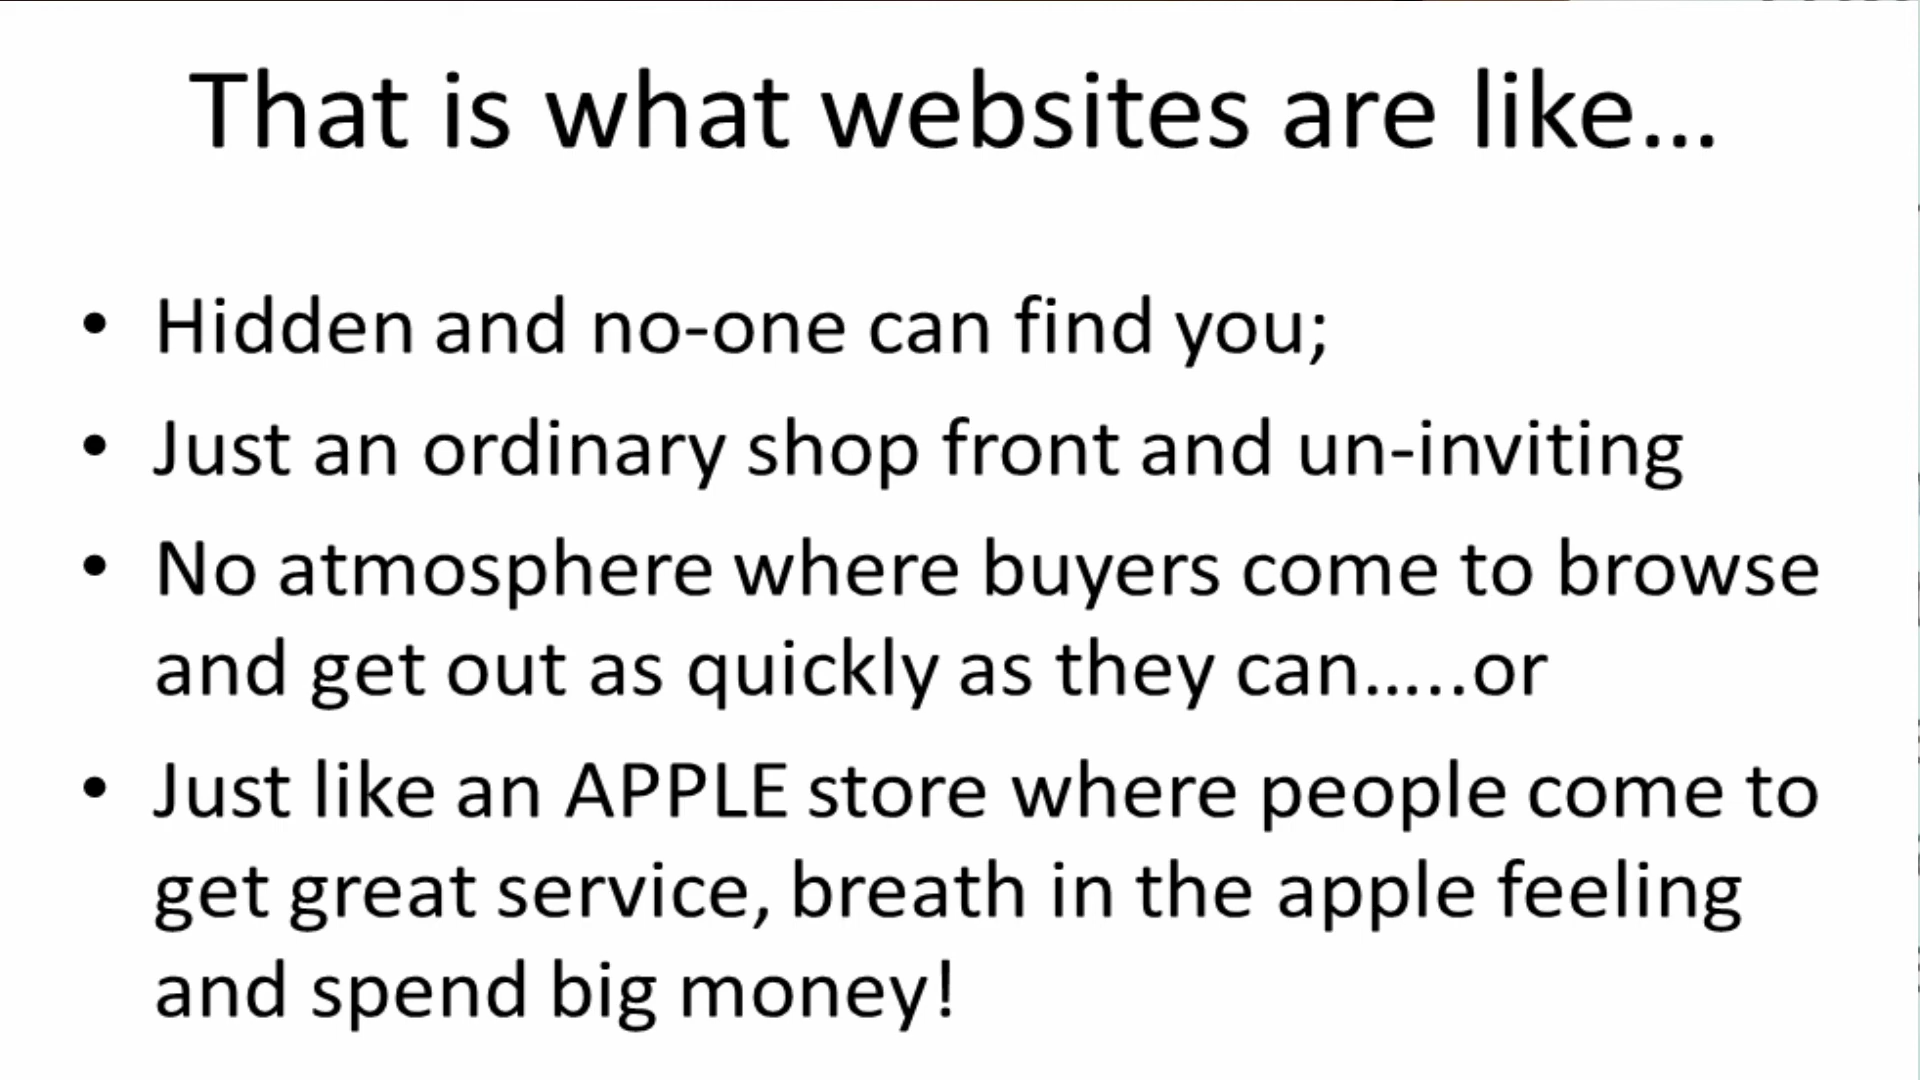 That is what websites are like...
• Hidden and no-one can find you;
• Just an ordinary shop front and un-inviting
• No atmosphere where buyers come to browse
and get out as quickly as they can.....or
• Just like an APPLE store where people come to
get great service, breath in the apple feeling
and spend big money!